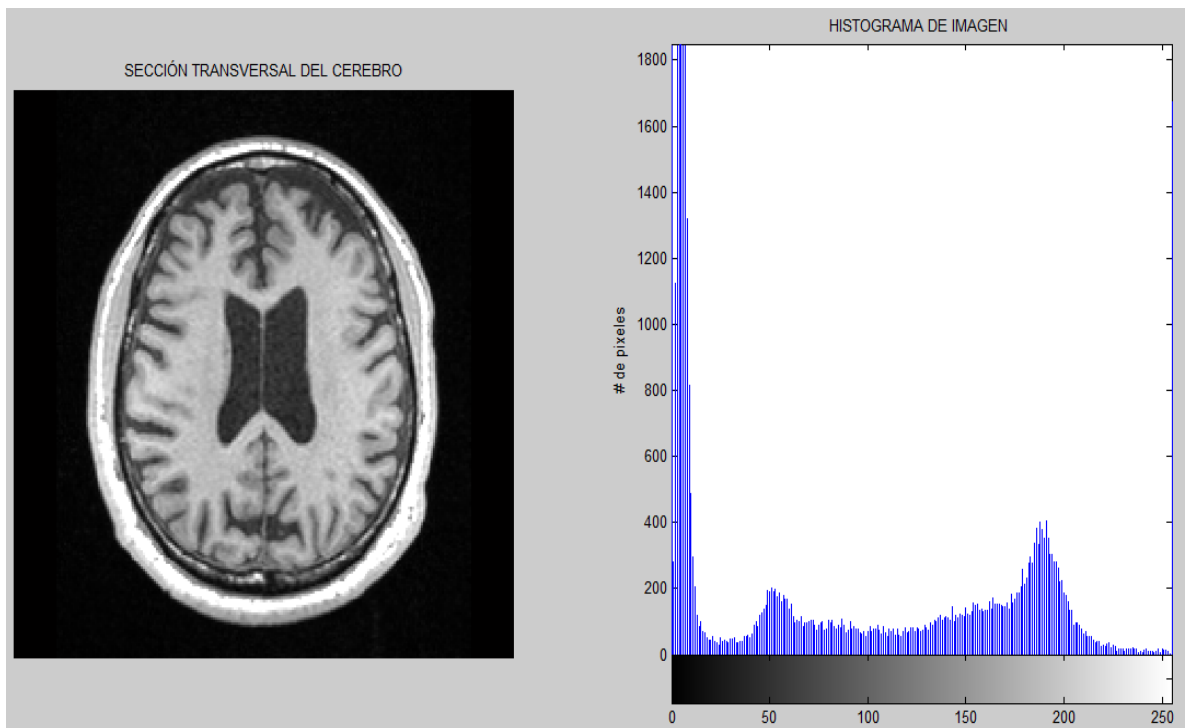 SECCIÓN TRANSVERSAL DEL CEREBRO
HISTOGRAMA DE IMAGEN
# de pixeles
1800
1600
1400
1200
1000
800
600
400
200
0
0 50 100 150 200 250